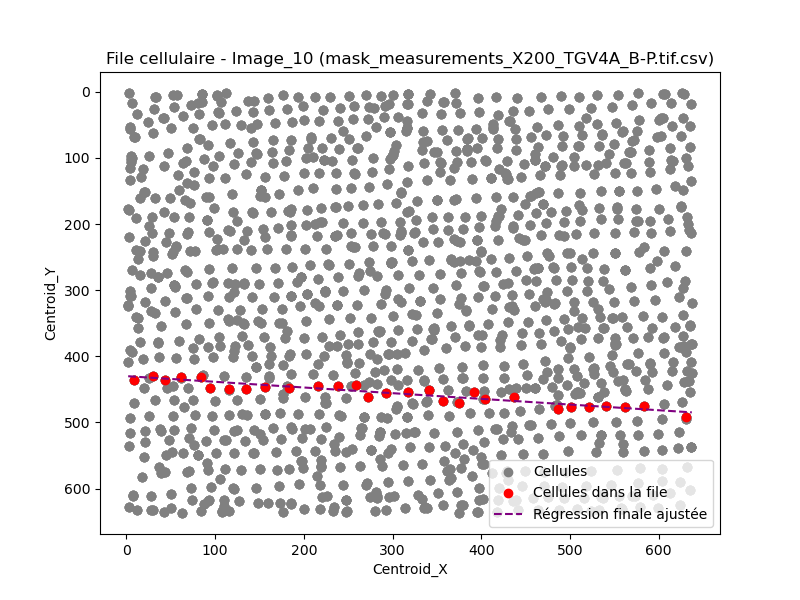 File cellulaire - Image_10 (mask_measurements_X200_TGV4A_B-P.tif.csv)
Centroid_Y
0
100
200
300
400
500
600
Cellules
Cellules dans la file
Régression finale ajustée
0 100 200 300 400 500 600
Centroid_X